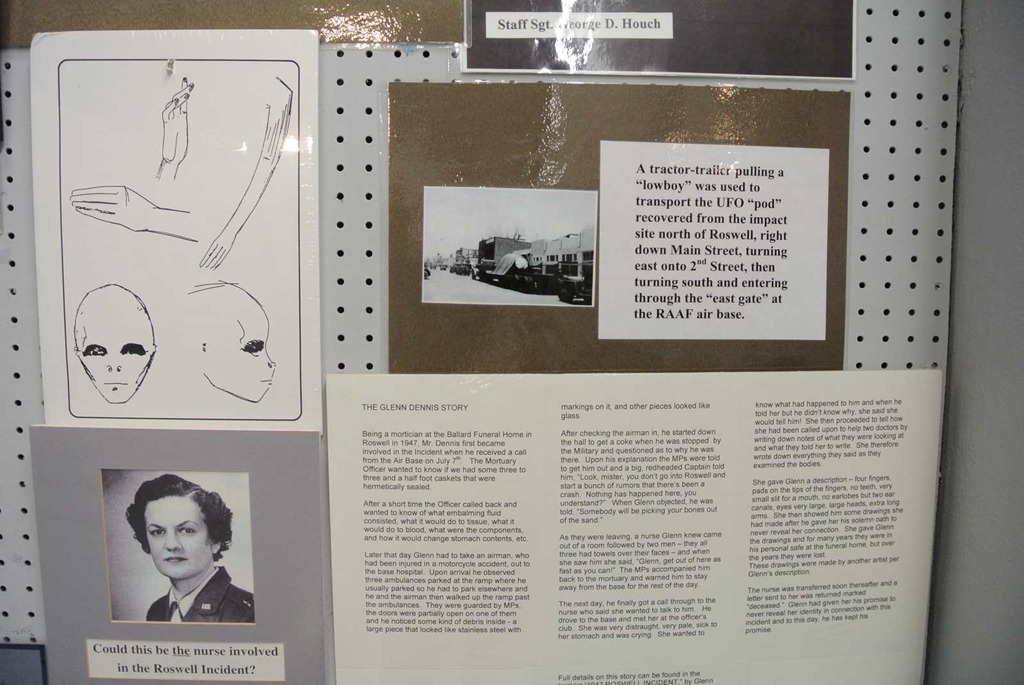 Staff Sgt. George D. Houch
A tractor-trailer pulling a
"lowboy" was used to
transport the UFO "pod"
recovered from the impact
site north of Roswell, right
down Main Street, turning
east onto 2nd Street, then
turning south and entering
through the "east gate" at
the RAAF air base.
THE GLENN DENNIS STORY
Being a mortician at the Ballard Funeral Home in
Roswell in 1947, Mr. Dennis first became
involved in the Incident when he received a call
from the Air Base on July 7th. The Mortuary
Officer wanted to know if we had some three to
three and a half foot caskets that were
hermetically sealed.
After a short time the Officer called back and
wanted to know of what embalming fluid
consisted, what it would do to tissue, what it
would do to blood, what were the components,
and how it would change stomach contents, etc.
Later that day Glenn had to take an airman, who
had been injured in a motorcycle accident, out to
the base hospital. Upon arrival he observed
three ambulances parked at the ramp where he
usually parked so he had to park elsewhere and
he and the airman then walked up the ramp past
the ambulances. They were guarded by MPs,
the doors were partially open on one of them
and he noticed some kind of debris inside - a
large piece that looked like stainless steel with
markings on it, and other pieces looked like
glass.
After checking the airman in, he started down
the hall to get a coke when he was stopped by
the Military and questioned as to why he was
there. Upon his explanation the MPs were told
to get him out and a big, redheaded Captain told
him, "Look, mister, you don't go into Roswell and
start a bunch of rumors that there's been a
crash. Nothing has happened here, you
understand?" When Glenn objected, he was
told, "Somebody will be picking your bones out
of the sand."
As they were leaving, a nurse Glenn knew came
out of a room followed by two men – they all
three had towels over their faces – and when
she saw him she said, "Glenn, get out of here as
fast as you can!" The MPs accompanied him
back to the mortuary and warned him to stay
away from the base for the rest of the day.
The next day, he finally got a call through to the
nurse who said she wanted to talk to him. He
drove to the base and met her at the officer's
club. She was very distraught, very pale, sick to
her stomach and was crying. She wanted to
know what had happened to him and when he
told her but he didn't know why, she said she
would tell him! She then proceeded to tell how
she had been called upon to help two doctors by
writing down notes of what they were looking at
and what they told her to write. She therefore
wrote down everything they said as they
examined the bodies.
She gave Glenn a description – four fingers,
pads on the tips of the fingers, no teeth, very
small slit for a mouth, no earlobes but two ear
canals, eyes very large, large heads, extra long
arms. She then showed him some drawings she
had made after he gave her his solemn oath to
never reveal her connection. She gave Glenn
the drawings and for many years they were in
his personal safe at the funeral home, but over
the years they were lost.
These drawings were made by another artist per
Glenn's description.
The nurse was transferred soon thereafter and a
letter sent to her was returned marked
"deceased." Glenn had given her his promise to
never reveal her identity in connection with this
incident and to this day, he has kept his
promise.
Full details on this story can be found in the
"1947 ROSWELL INCIDENT," by Glenn
Could this be the nurse involved
in the Roswell Incident?